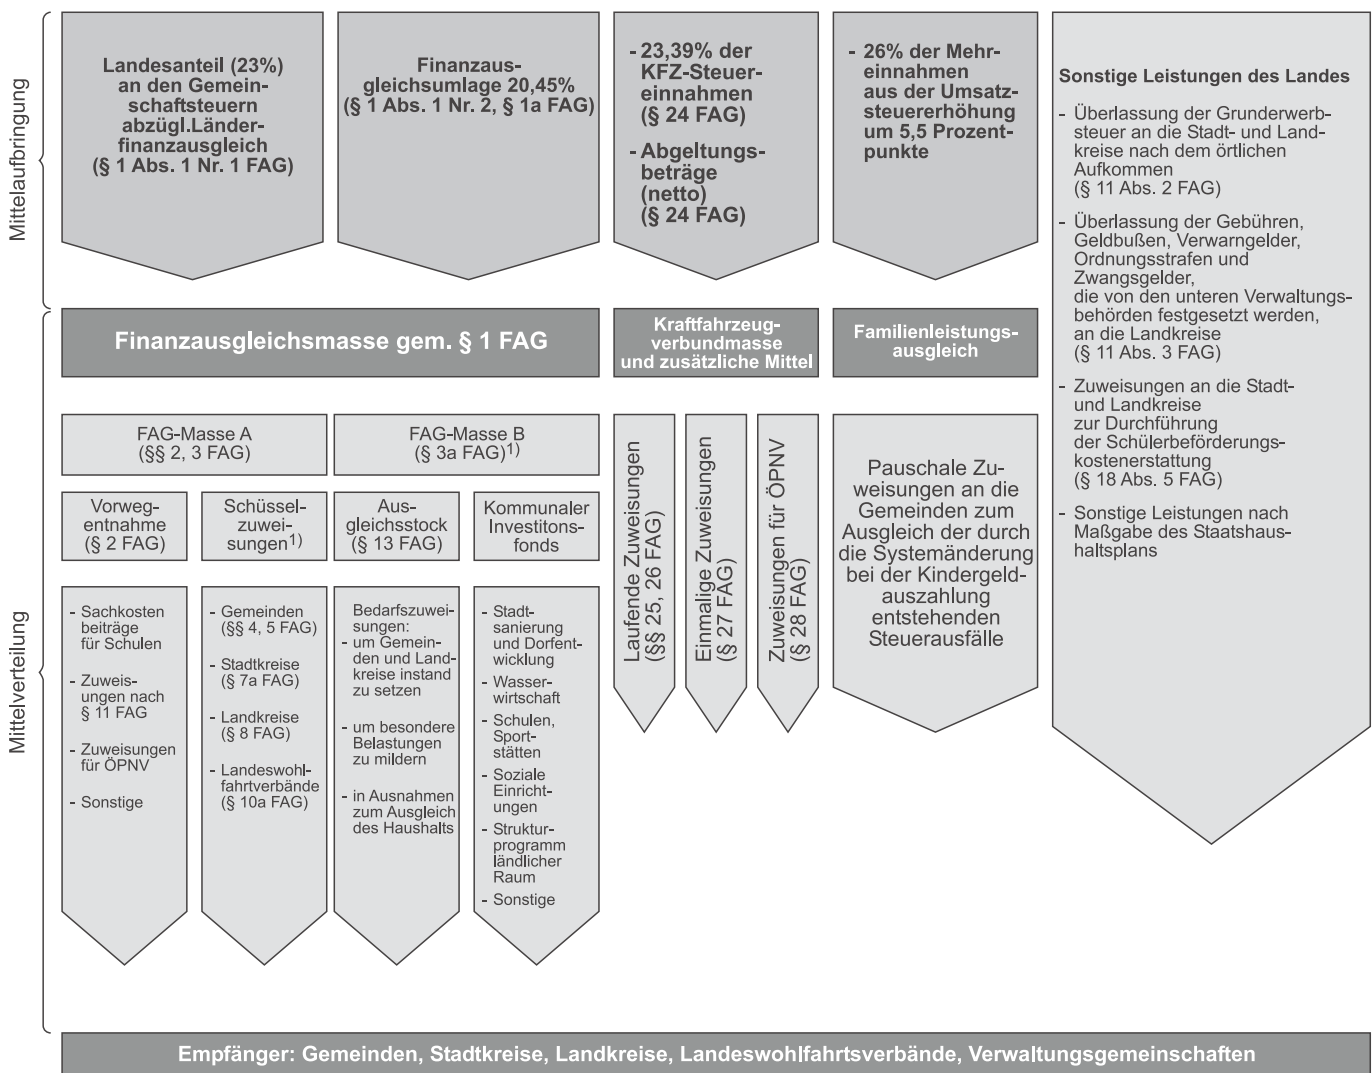 Mittelaufbringung
Landesanteil (23%)
an den Gemein-
schaftsteuern
abzügl.Länder-
finanzausgleich
(§ 1 Abs. 1 Nr. 1 FAG)
Finanzaus-
gleichsumlage 20,45%
(§ 1 Abs. 1 Nr. 2, § 1a FAG)
- 23,39% der
KFZ-Steuer-
einnahmen
(§ 24 FAG)
- Abgeltungs-
beträge
(netto)
(§ 24 FAG)
- 26% der Mehr-
einnahmen
aus der Umsatz-
steuererhöhung
um 5,5 Prozent-
punkte
Sonstige Leistungen des Landes
- Überlassung der Grunderwerb-
steuer an die Stadt- und Land-
kreise nach dem örtlichen
Aufkommen
(§ 11 Abs. 2 FAG)
- Überlassung der Gebühren,
Geldbußen, Verwarngelder,
Ordnungsstrafen und
Zwangsgelder,
die von den unteren Verwaltungs-
behörden festgesetzt werden,
an die Landkreise
(§ 11 Abs. 3 FAG)
- Zuweisungen an die Stadt-
und Landkreise
zur Durchführung
der Schülerbeförderungs-
kostenerstattung
(§ 18 Abs. 5 FAG)
- Sonstige Leistungen nach
Maßgabe des Staatshaus-
haltsplans
Mittelverteilung
Finanzausgleichsmasse gem. § 1 FAG
Kraftfahrzeug-
verbundmasse
und zusätzliche Mittel
Familienleistungs-
ausgleich
FAG-Masse A
(§§ 2, 3 FAG)
FAG-Masse B
(§ 3a FAG)1)
Vorweg-
entnahme
(§ 2 FAG)
Schüssel-
zuwei-
sungen1)
Aus-
gleichsstock
(§ 13 FAG)
Kommunaler
Investitons-
fonds
- Sachkosten
beiträge
für Schulen
- Zuweis-
ungen nach
§ 11 FAG
- Zuweisungen
für ÖPNV
- Sonstige
- Gemeinden
(§§ 4, 5 FAG)
- Stadtkreise
(§ 7a FAG)
- Landkreise
(§ 8 FAG)
- Landeswohl-
fahrtverbände
(§ 10a FAG)
Bedarfszuwei-
sungen:
- um Gemein-
den und Land-
kreise instand
zu setzen
- um besondere
Belastungen
zu mildern
- in Ausnahmen
zum Ausgleich
des Haushalts
- Stadt-
sanierung
und Dorfent-
wicklung
- Wasser-
wirtschaft
- Schulen,
Sport-
stätten
- Soziale
Einrich-
tungen
- Struktur-
programm
ländlicher
Raum
- Sonstige
Laufende Zuweisungen
(§§ 25, 26 FAG)
Einmalige Zuweisungen
(§ 27 FAG)
Zuweisungen für ÖPNV
(§ 28 FAG)
Pauschale Zu-
weisungen an die
Gemeinden zum
Ausgleich der durch
die Systemänderung
bei der Kindergeld-
auszahlung
entstehenden
Steuerausfälle
Empfänger: Gemeinden, Stadtkreise, Landkreise, Landeswohlfahrtsverbände, Verwaltungsgemeinschaften